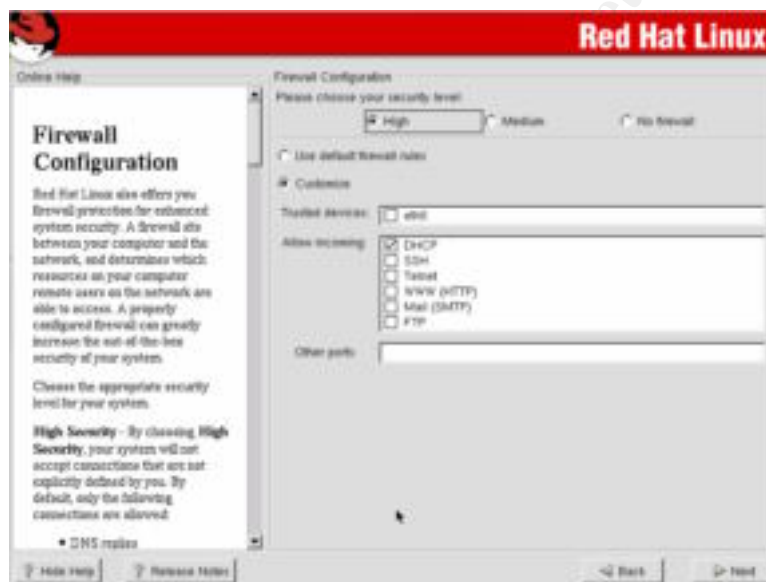 Red Hat Linux
Online Help
Firewall
Configuration
Red Hat Linux also offers you
firewall protection for enhanced
system security. A firewall sits
between your computer and the
network, and determines which
resources on your computer
remote users on the network are
able to access. A properly
configured firewall can greatly
increase the out-of-the-box
security of your system.
Choose the appropriate security
level for your system.
High Security - By choosing High
Security, your system will not
accept connections that are not
explicitly defined by you. By
default, only the following
connections are allowed:
• DNS replies
Firewall Configuration
Please choose your security level:
High
Medium
No firewall
Use default firewall rules
Customize
Trusted devices:
eth0
Allow incoming:
DHCP
SSH
Telnet
WWW (HTTP)
Mail (SMTP)
FTP
Other ports:
Hide Help
Release Notes
Back
Next